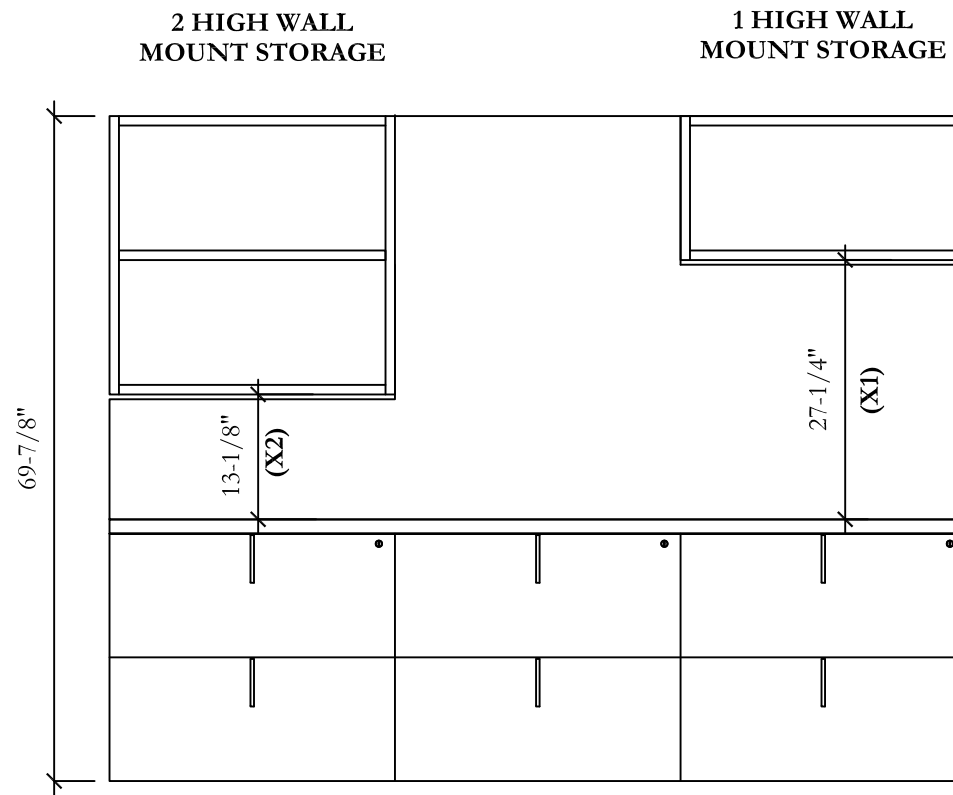 2 HIGH WALL
MOUNT STORAGE
1 HIGH WALL
MOUNT STORAGE
69-7/8"
13-1/8"
(X2)
27-1/4"
(X1)